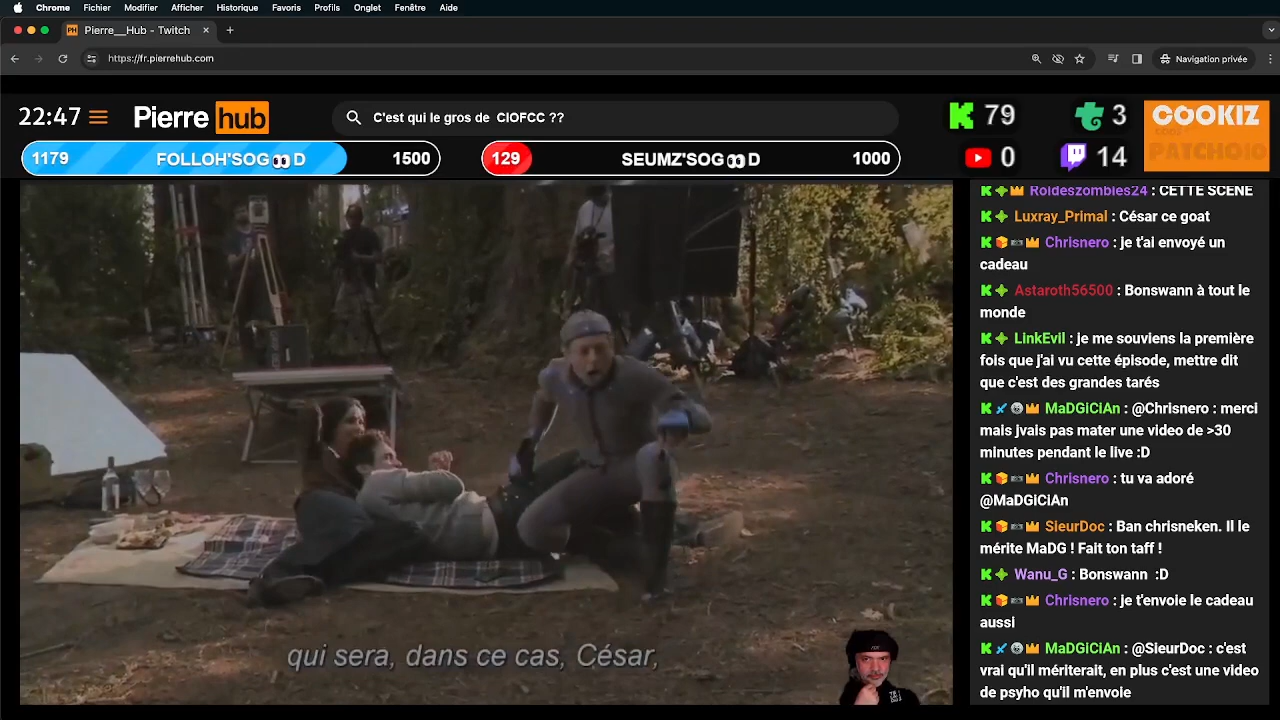 Chrome Fichier Modifier Afficher Historique Favoris Profils Onglet Fenêtre Aide
PH Pierre__Hub - Twitch
https://fr.pierrehub.com
Navigation privée
22:47 Pierre hub C'est qui le gros de CIOFCC ?? 79 3 COOKIZ
PATCHOIO
0 14
1179 FOLLOH'SOG👀D 1500 129 SEUMZ'SOG👀D 1000
Roideszombies24 : CETTE SCENE
Luxray_Primal : César ce goat
Chrisnero : je t'ai envoyé un
cadeau
Astaroth56500 : Bonswann à tout le
monde
LinkEvil : je me souviens la première
fois que j'ai vu cette épisode, mettre dit
que c'est des grandes tarés
MaDGiCiAn : @Chrisnero : merci
mais jvais pas mater une video de >30
minutes pendant le live :D
Chrisnero : tu va adoré
@MaDGiCiAn
SieurDoc : Ban chrisneken. Il le
mérite MaDG ! Fait ton taff !
Wanu_G : Bonswann :D
Chrisnero : je t'envoie le cadeau
aussi
MaDGiCiAn : @SieurDoc : c'est
vrai qu'il mériterait, en plus c'est une video
de psyho qu'il m'envoie
qui sera, dans ce cas, César,